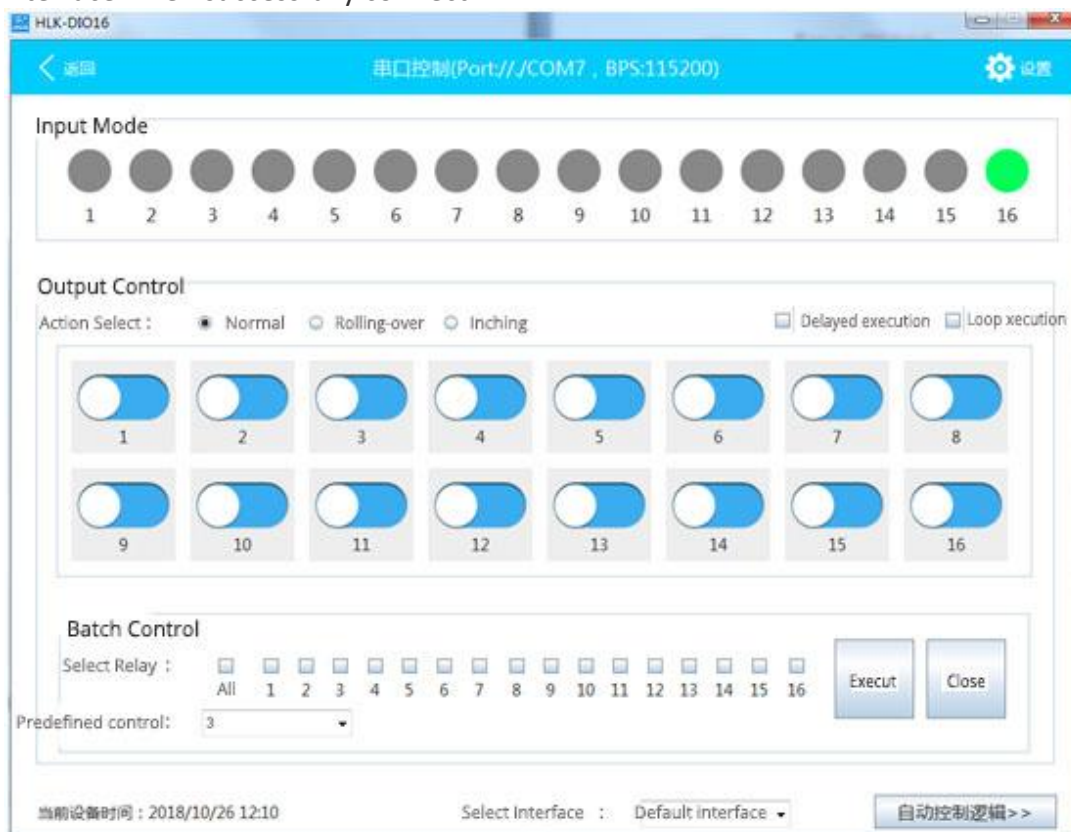 HLK-DIO16
返回 串口控制(Port://./COM7，BPS:115200) 设置
Input Mode
1 2 3 4 5 6 7 8 9 10 11 12 13 14 15 16
Output Control
Action Select： Normal Rolling-over Inching Delayed execution Loop xecution
1 2 3 4 5 6 7 8
9 10 11 12 13 14 15 16
Batch Control
Select Relay：
All 1 2 3 4 5 6 7 8 9 10 11 12 13 14 15 16
Execut Close
Predefined control： 3
当前设备时间：2018/10/26 12:10 Select Interface ： Default interface 自动控制逻辑>>